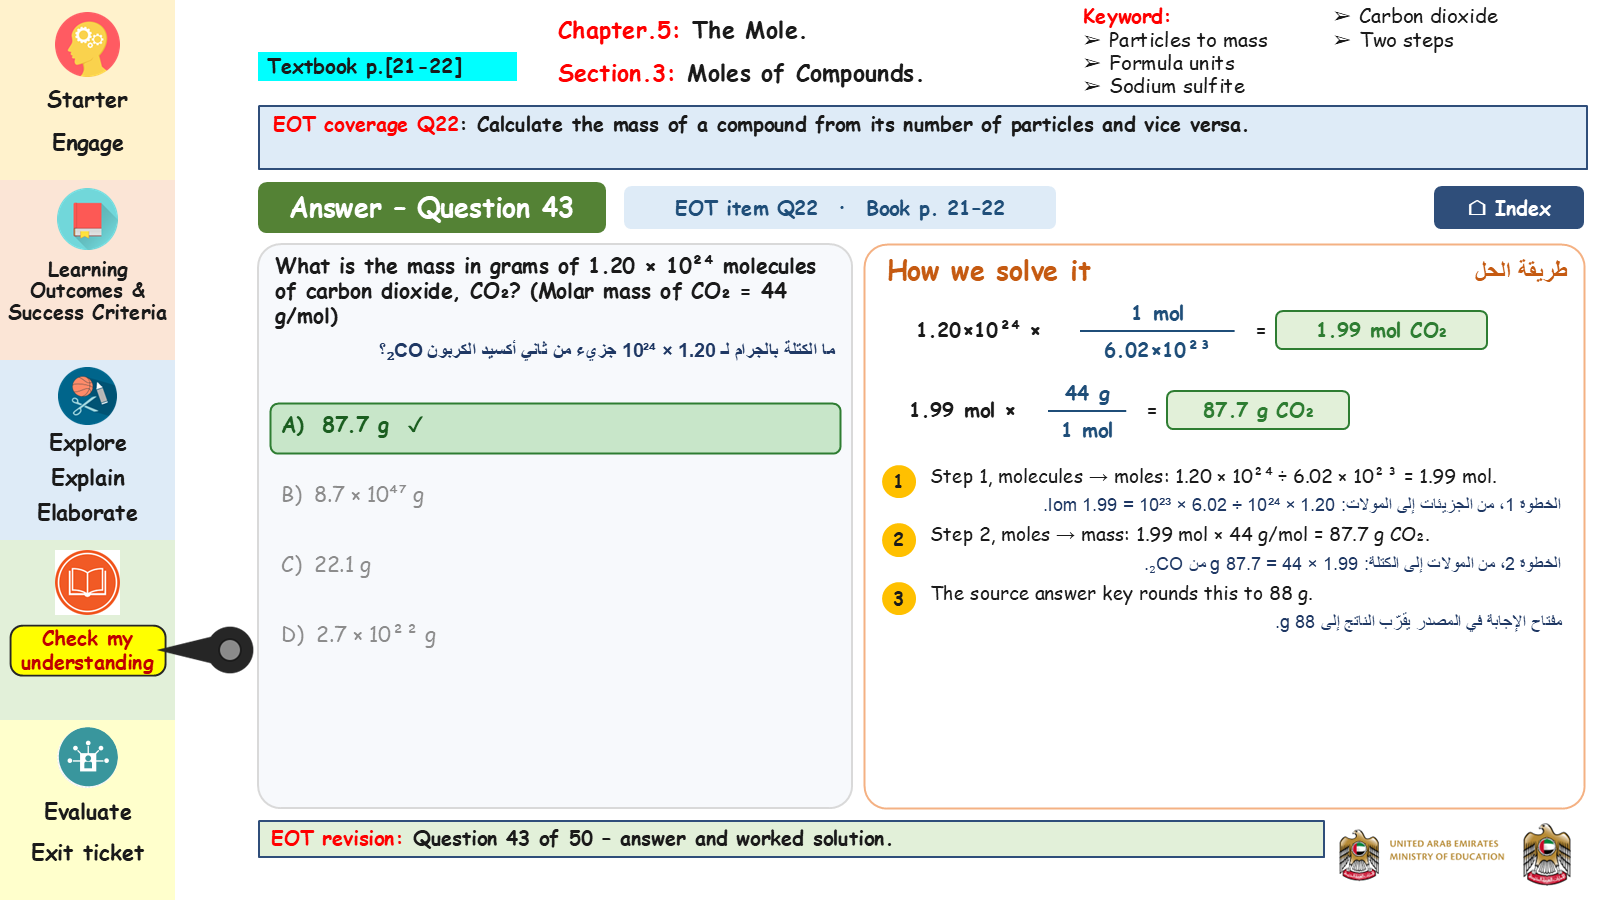 Starter
Engage
Learning
Outcomes &
Success Criteria
Explore
Explain
Elaborate
Check my
understanding
Evaluate
Exit ticket
Textbook p.[21-22]
Chapter.5: The Mole.
Section.3: Moles of Compounds.
Keyword:
➢ Particles to mass
➢ Formula units
➢ Sodium sulfite
➢ Carbon dioxide
➢ Two steps
EOT coverage Q22: Calculate the mass of a compound from its number of particles and vice versa.
Answer – Question 43
EOT item Q22 · Book p. 21–22
⌂ Index
What is the mass in grams of 1.20 × 10²⁴ molecules
of carbon dioxide, CO₂? (Molar mass of CO₂ = 44
g/mol)
ما الكتلة بالجرام لـ 1.20 × 10²⁴ جزيء من ثاني أكسيد الكربون CO₂؟
A) 87.7 g ✓
B) 8.7 × 10⁴⁷ g
C) 22.1 g
D) 2.7 × 10²² g
How we solve it
طريقة الحل
1.20×10²⁴ × 1 mol / 6.02×10²³ = 1.99 mol CO₂
1.99 mol × 44 g / 1 mol = 87.7 g CO₂
1 Step 1, molecules → moles: 1.20 × 10²⁴ ÷ 6.02 × 10²³ = 1.99 mol.
الخطوة 1، من الجزيئات إلى المولات: 1.20 × 10²⁴ ÷ 6.02 × 10²³ = 1.99 lom.
2 Step 2, moles → mass: 1.99 mol × 44 g/mol = 87.7 g CO₂.
الخطوة 2، من المولات إلى الكتلة: 1.99 × 44 = 87.7 g من CO₂.
3 The source answer key rounds this to 88 g.
مفتاح الإجابة في المصدر يقرّب الناتج إلى 88 g.
EOT revision: Question 43 of 50 – answer and worked solution.
UNITED ARAB EMIRATES
MINISTRY OF EDUCATION